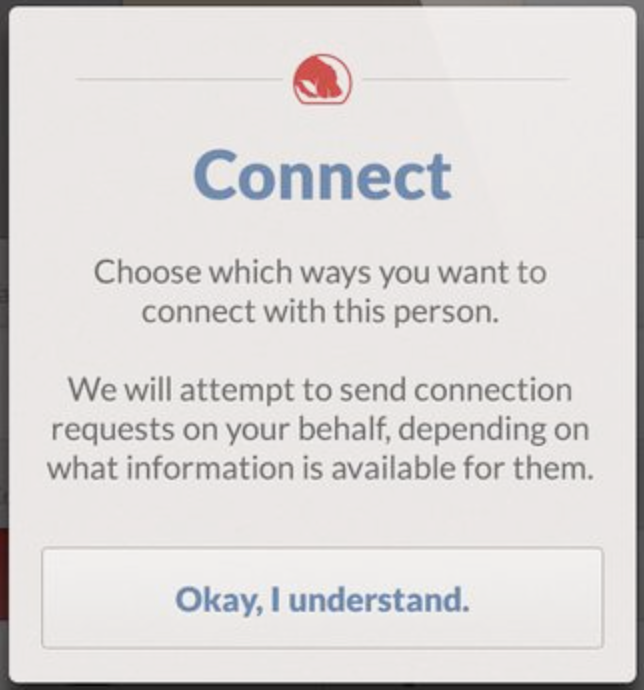 Connect
Choose which ways you want to
connect with this person.
We will attempt to send connection
requests on your behalf, depending on
what information is available for them.
Okay, I understand.